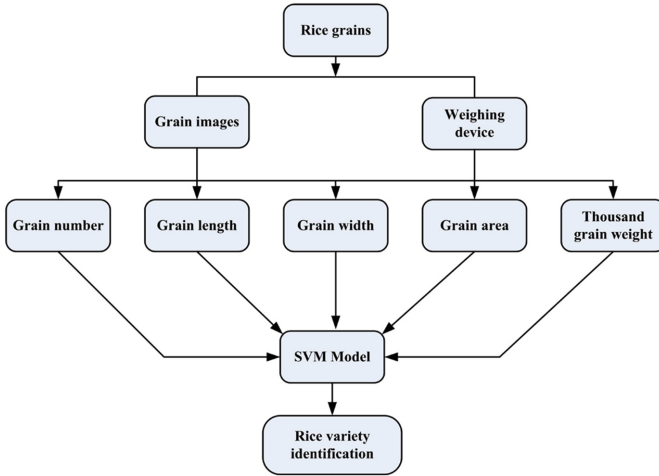 Rice grains
Grain images
Weighing
device
Grain number
Grain length
Grain width
Grain area
Thousand
grain weight
SVM Model
Rice variety
identification